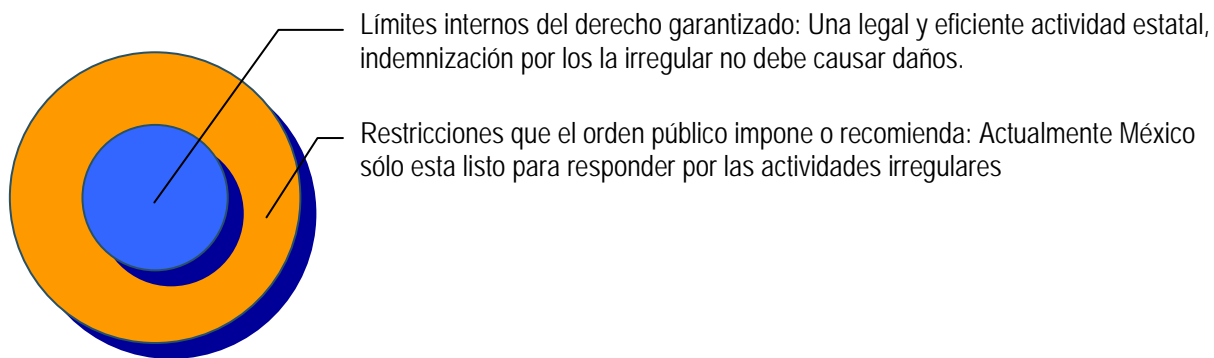 Límites internos del derecho garantizado: Una legal y eficiente actividad estatal,
indemnización por los la irregular no debe causar daños.
Restricciones que el orden público impone o recomienda: Actualmente México
sólo esta listo para responder por las actividades irregulares